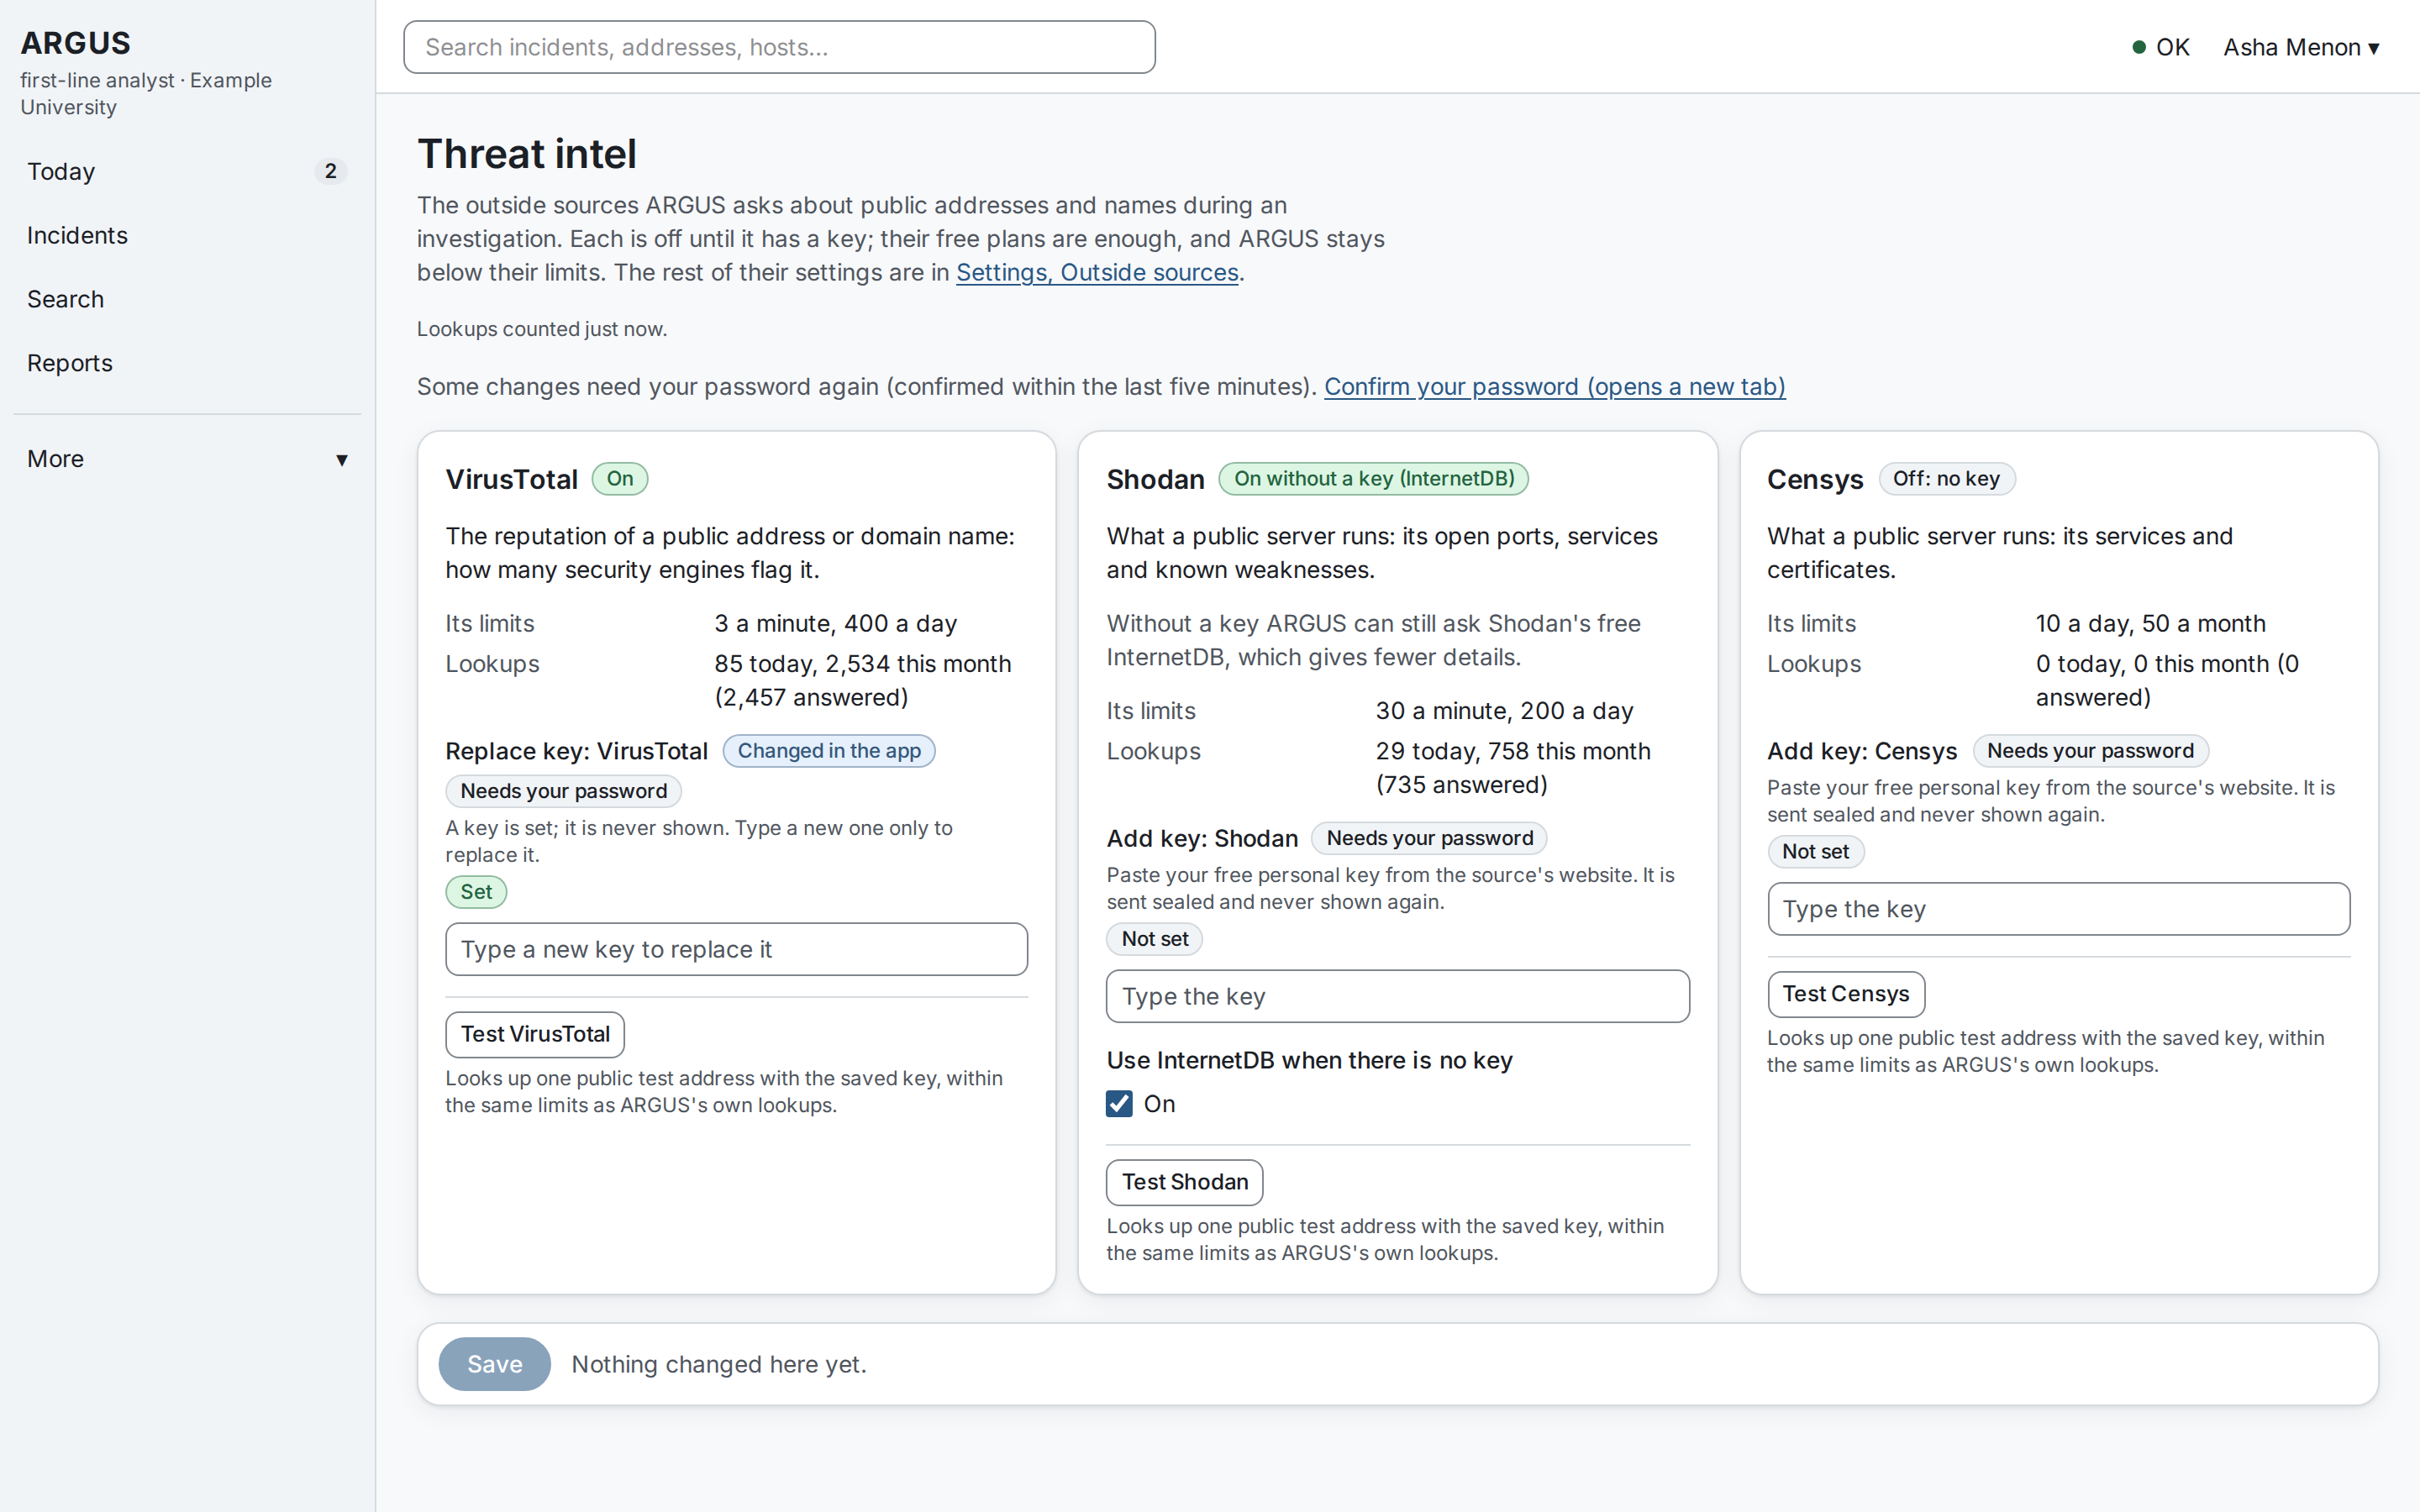 ARGUS
first-line analyst · Example
University
Today 2
Incidents
Search
Reports
More ▾
Search incidents, addresses, hosts...
OK
Asha Menon ▾
Threat intel
The outside sources ARGUS asks about public addresses and names during an
investigation. Each is off until it has a key; their free plans are enough, and ARGUS stays
below their limits. The rest of their settings are in Settings, Outside sources.
Lookups counted just now.
Some changes need your password again (confirmed within the last five minutes). Confirm your password (opens a new tab)
VirusTotal On
The reputation of a public address or domain name:
how many security engines flag it.
Its limits 3 a minute, 400 a day
Lookups 85 today, 2,534 this month
(2,457 answered)
Replace key: VirusTotal Changed in the app
Needs your password
A key is set; it is never shown. Type a new one only to
replace it.
Set
Type a new key to replace it
Test VirusTotal
Looks up one public test address with the saved key, within
the same limits as ARGUS's own lookups.
Shodan On without a key (InternetDB)
What a public server runs: its open ports, services
and known weaknesses.
Without a key ARGUS can still ask Shodan's free
InternetDB, which gives fewer details.
Its limits 30 a minute, 200 a day
Lookups 29 today, 758 this month
(735 answered)
Add key: Shodan Needs your password
Paste your free personal key from the source's website. It is
sent sealed and never shown again.
Not set
Type the key
Use InternetDB when there is no key
On
Test Shodan
Looks up one public test address with the saved key, within
the same limits as ARGUS's own lookups.
Censys Off: no key
What a public server runs: its services and
certificates.
Its limits 10 a day, 50 a month
Lookups 0 today, 0 this month (0
answered)
Add key: Censys Needs your password
Paste your free personal key from the source's website. It is
sent sealed and never shown again.
Not set
Type the key
Test Censys
Looks up one public test address with the saved key, within
the same limits as ARGUS's own lookups.
Save Nothing changed here yet.